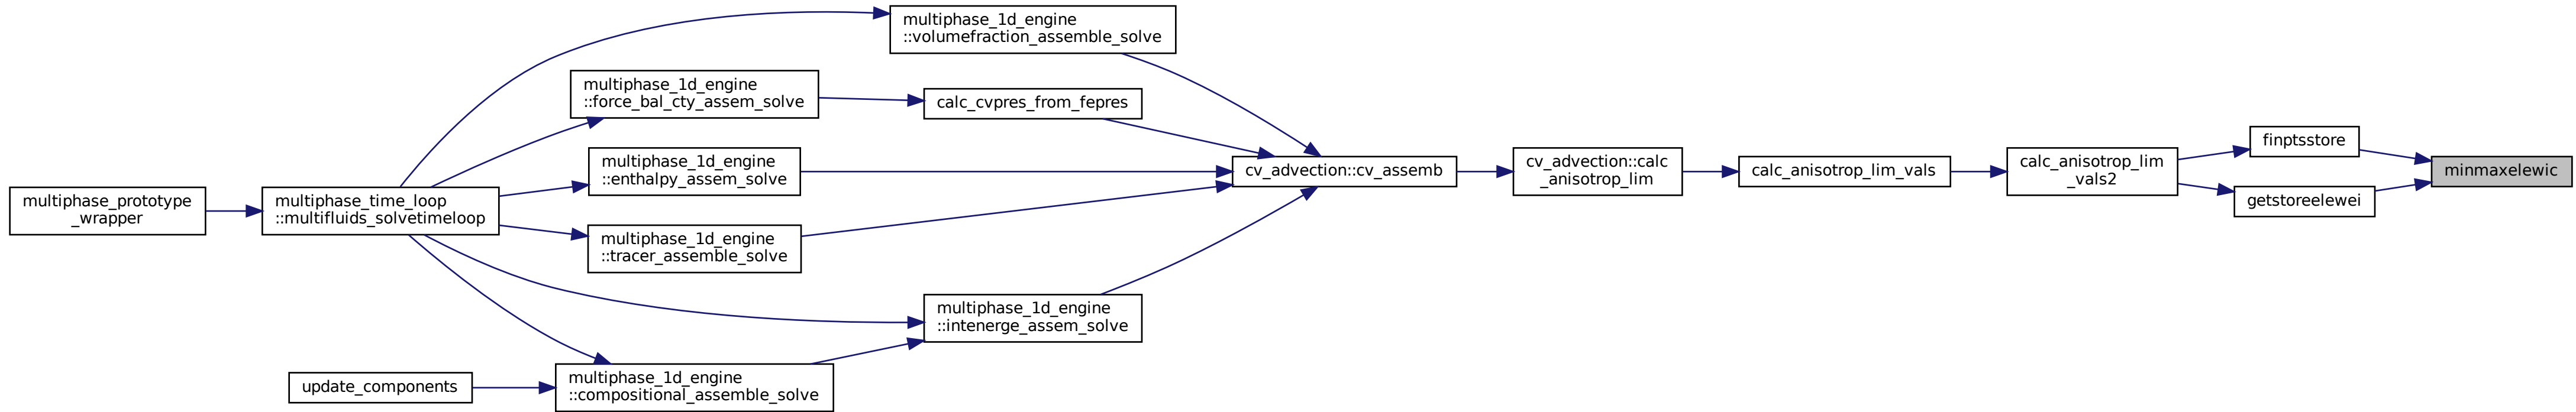 multiphase_prototype
_wrapper
multiphase_time_loop
::multifluids_solvetimeloop
update_components
multiphase_1d_engine
::volumefraction_assemble_solve
multiphase_1d_engine
::force_bal_cty_assem_solve
calc_cvpres_from_fepres
multiphase_1d_engine
::enthalpy_assem_solve
multiphase_1d_engine
::tracer_assemble_solve
multiphase_1d_engine
::intenerge_assem_solve
multiphase_1d_engine
::compositional_assemble_solve
cv_advection::cv_assemb
cv_advection::calc
_anisotrop_lim
calc_anisotrop_lim_vals
calc_anisotrop_lim
_vals2
finptsstore
getstoreelewei
minmaxelewic